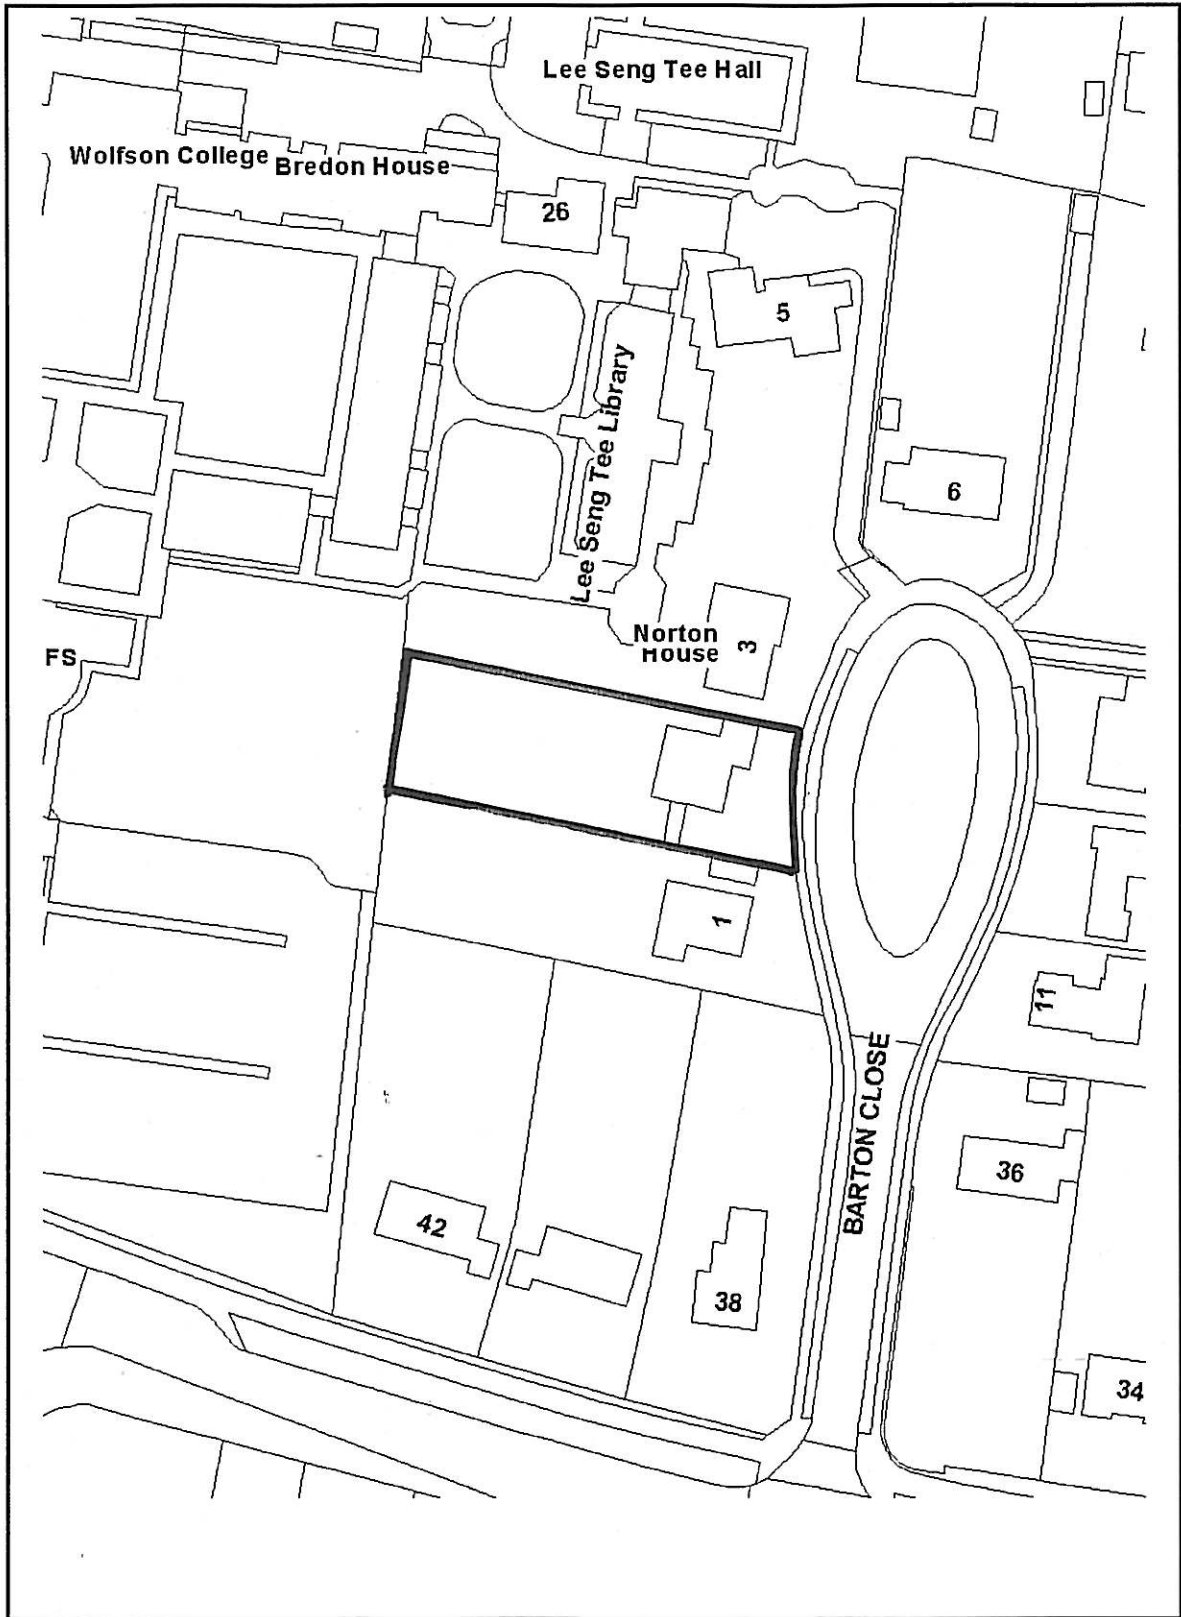 Lee Seng Tee Hall
Wolfson College
Bredon House
26
5
Lee Seng Tee Library
6
Norton
House
3
FS
1
11
BARTON CLOSE
36
42
38
34